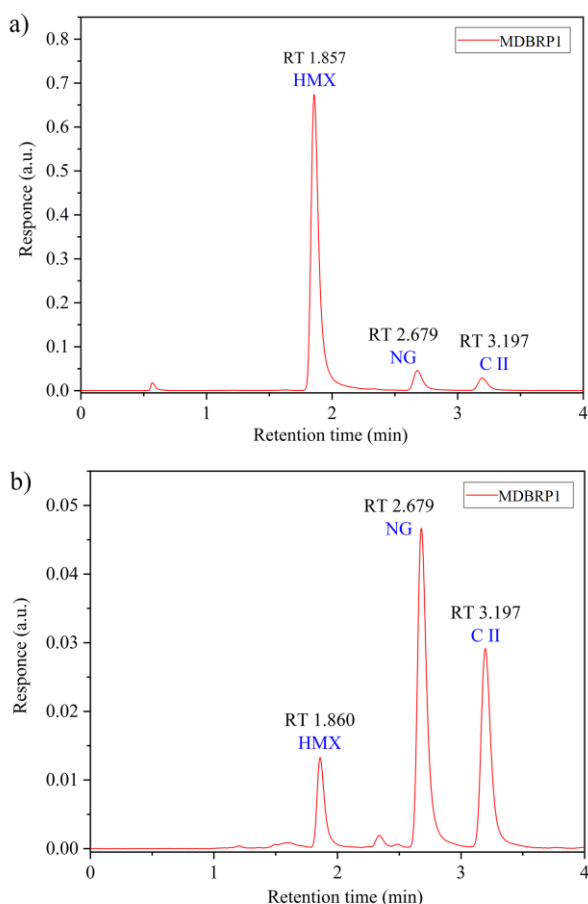 a)
MDBRP1
RT 1.857
HMX
RT 2.679
NG
RT 3.197
C II
0.8
0.7
0.6
0.5
0.4
0.3
0.2
0.1
0.0
Responce (a.u.)
0 1 2 3 4
Retention time (min)
b)
MDBRP1
RT 2.679
NG
RT 3.197
C II
RT 1.860
HMX
0.05
0.04
0.03
0.02
0.01
0.00
Responce (a.u.)
0 1 2 3 4
Retention time (min)